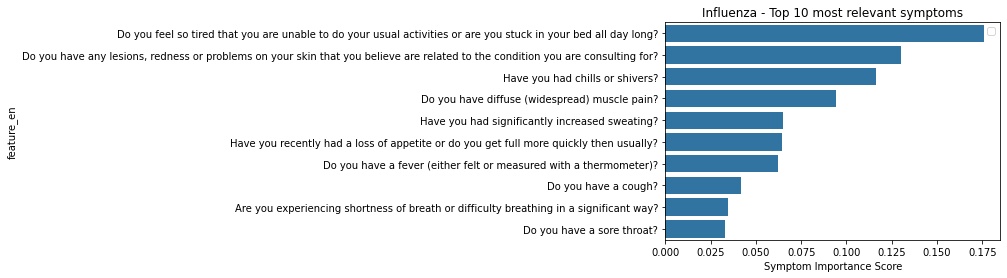 Influenza - Top 10 most relevant symptoms
feature_en
Do you feel so tired that you are unable to do your usual activities or are you stuck in your bed all day long?
Do you have any lesions, redness or problems on your skin that you believe are related to the condition you are consulting for?
Have you had chills or shivers?
Do you have diffuse (widespread) muscle pain?
Have you had significantly increased sweating?
Have you recently had a loss of appetite or do you get full more quickly then usually?
Do you have a fever (either felt or measured with a thermometer)?
Do you have a cough?
Are you experiencing shortness of breath or difficulty breathing in a significant way?
Do you have a sore throat?
0.000 0.025 0.050 0.075 0.100 0.125 0.150 0.175
Symptom Importance Score